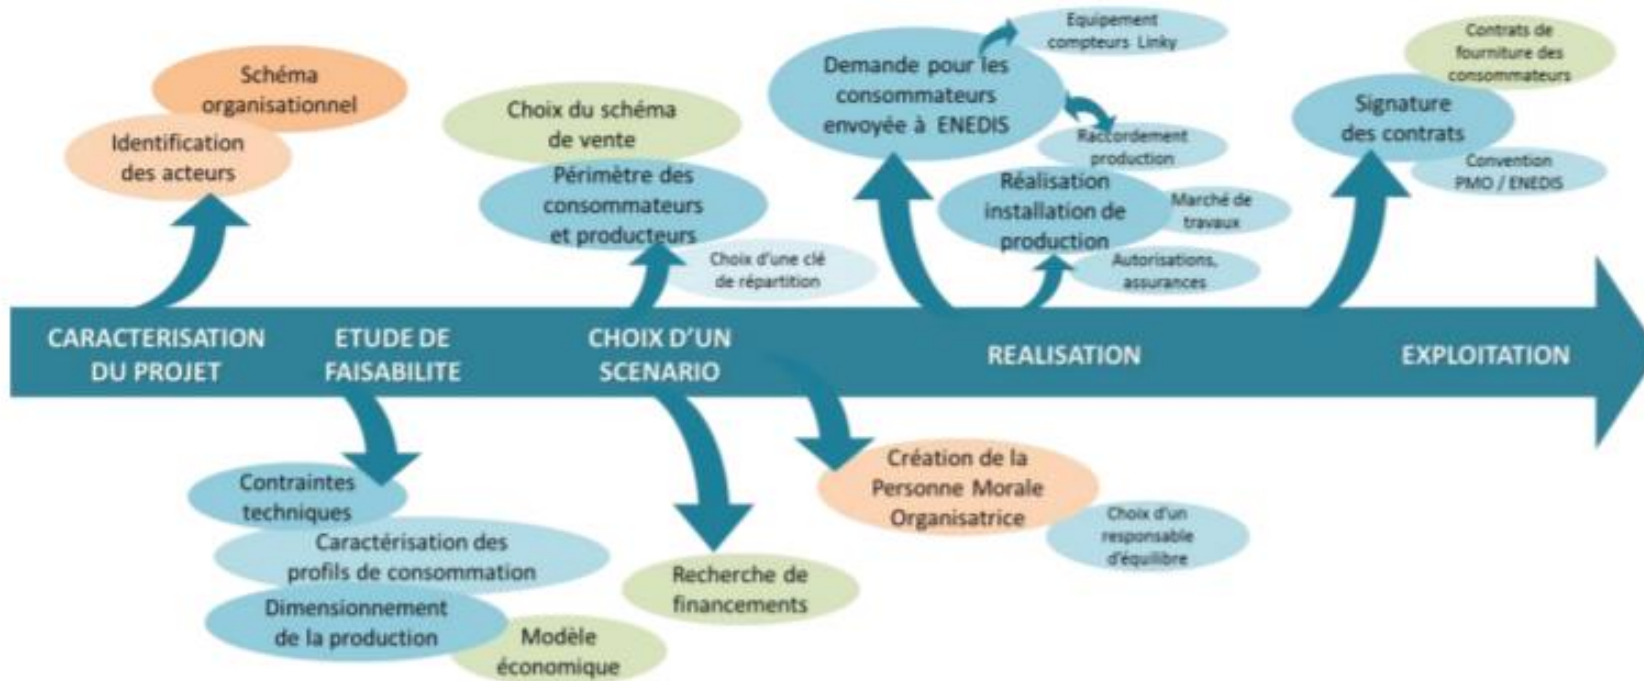 Schéma
organisationnel
Identification
des acteurs
Choix du schéma
de vente
Périmètre des
consommateurs
et producteurs
Choix d'une clé
de répartition
Demande pour les
consommateurs
envoyée à ENEDIS
Equipement
compteurs Linky
Raccordement
production
Réalisation
installation de
production
Marché de
travaux
Autorisations,
assurances
Contrats de
fourniture des
consommateurs
Signature
des contrats
Convention
PMO / ENEDIS
CARACTERISATION
DU PROJET
ETUDE DE
FAISABILITE
CHOIX D'UN
SCENARIO
REALISATION
EXPLOITATION
Contraintes
techniques
Caractérisation des
profils de consommation
Dimensionnement
de la production
Modèle
économique
Recherche de
financements
Création de la
Personne Morale
Organisatrice
Choix d'un
responsable
d'équilibre